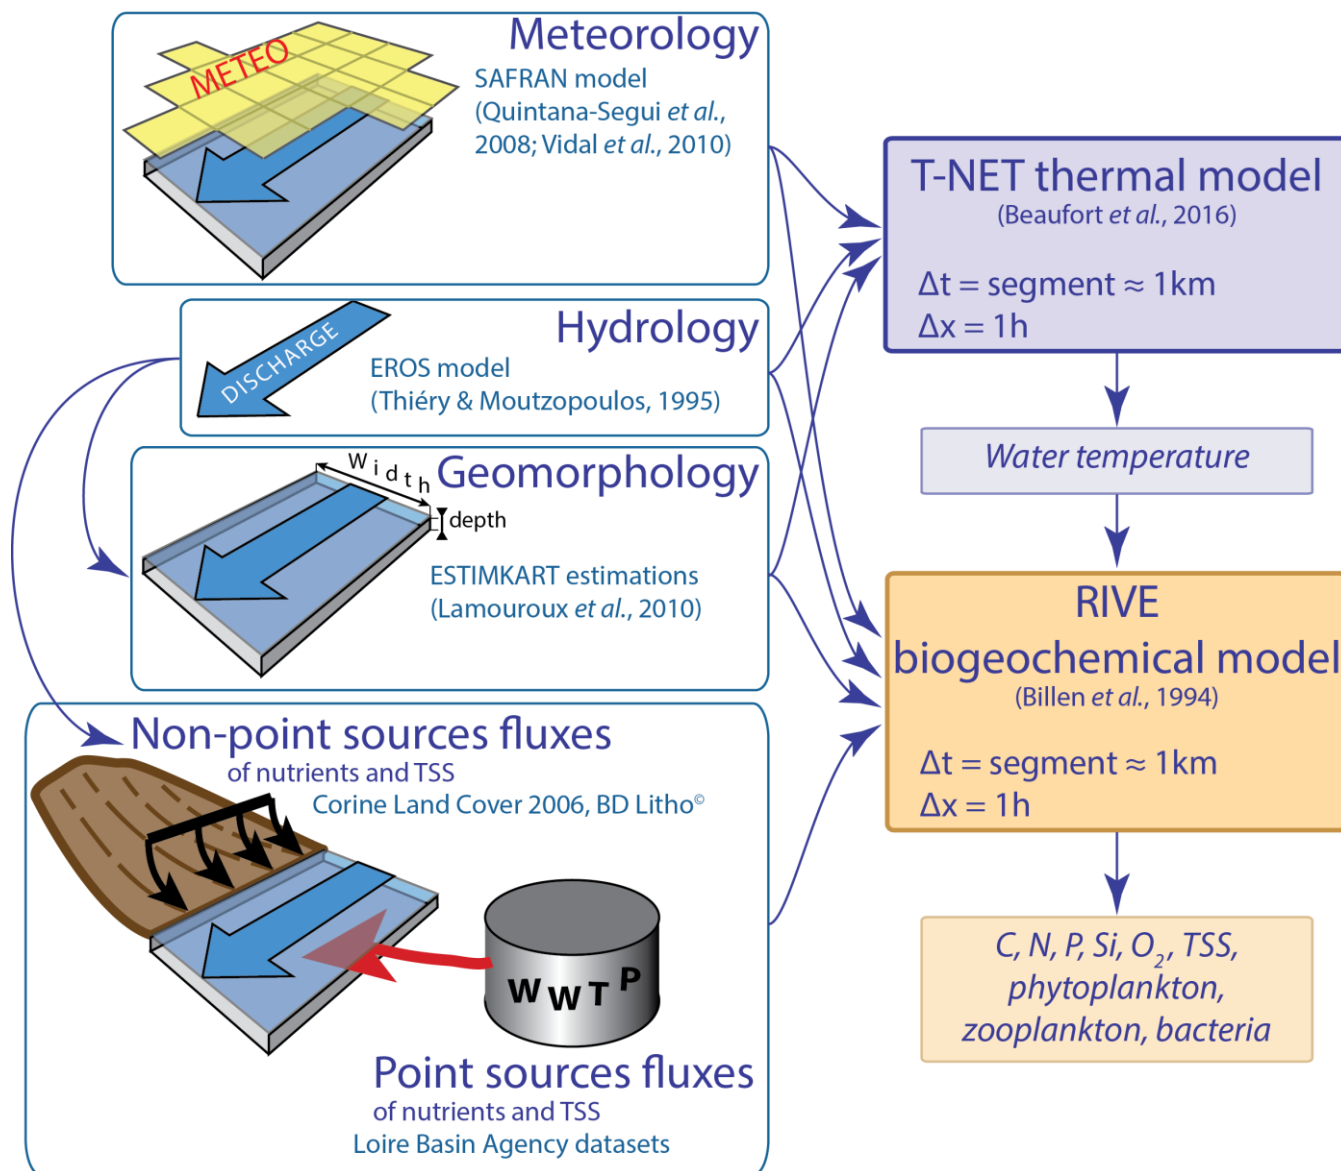 Meteorology
METEO
SAFRAN model
(Quintana-Segui et al.,
2008; Vidal et al., 2010)
Hydrology
DISCHARGE
EROS model
(Thiéry & Moutzopoulos, 1995)
Geomorphology
Width
depth
ESTIMKART estimations
(Lamouroux et al., 2010)
Non-point sources fluxes
of nutrients and TSS
Corine Land Cover 2006, BD Litho©
WWTP
Point sources fluxes
of nutrients and TSS
Loire Basin Agency datasets
T-NET thermal model
(Beaufort et al., 2016)
Δt = segment ≈ 1km
Δx = 1h
Water temperature
RIVE
biogeochemical model
(Billen et al., 1994)
Δt = segment ≈ 1km
Δx = 1h
C, N, P, Si, O₂, TSS,
phytoplankton,
zooplankton, bacteria